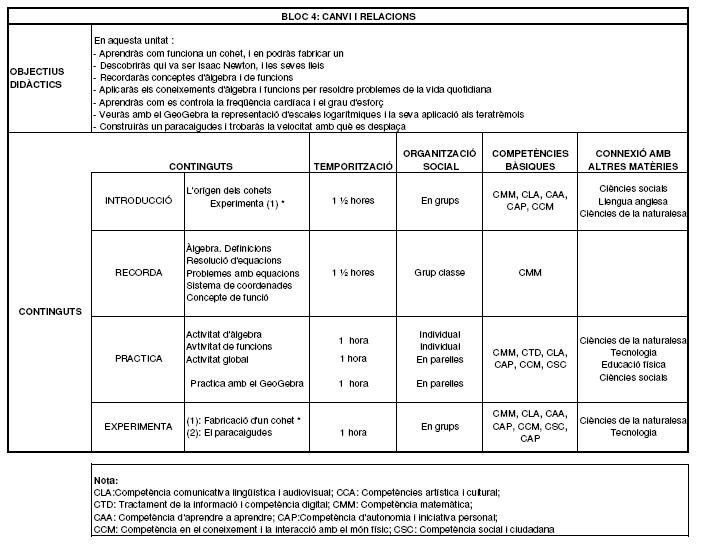 BLOC 4: CANVI I RELACIONS
OBJECTIUS DIDÀCTICS
En aquesta unitat :
- Aprendràs com funciona un cohet, i en podràs fabricar un
- Descobriràs qui va ser Isaac Newton, i les seves lleis
- Recordaràs conceptes d'àlgebra i de funcions
- Aplicaràs els coneixements d'àlgebra i funcions per resoldre problemes de la vida quotidiana
- Aprendràs com es controla la freqüència cardíaca i el grau d'esforç
- Veuràs amb el GeoGebra la representació d'escales logarítmiques i la seva aplicació als teratrèmols
- Construiràs un paracaigudes i trobaràs la velocitat amb què es desplaça
CONTINGUTS
CONTINGUTS
TEMPORITZACIÓ
ORGANITZACIÓ SOCIAL
COMPETÈNCIES BÀSIQUES
CONNEXIÓ AMB ALTRES MATÈRIES
INTRODUCCIÓ
L'orígen dels cohets
Experimenta (1) *
1 ½ hores
En grups
CMM, CLA, CAA,
CAP, CCM
Ciències socials
Llengua anglesa
Ciències de la naturalesa
RECORDA
Àlgebra. Definicions
Resolució d'equacions
Problemes amb equacions
Sistema de coordenades
Concepte de funció
1 ½ hores
Grup classe
CMM
PRACTICA
Activitat d'àlgebra
Avtivitat de funcions
Activitat global
Practica amb el GeoGebra
1 hora
1 hora
1 hora
Individual
Individual
En parelles
En parelles
CMM, CTD, CLA,
CAP, CCM, CSC
Ciències de la naturalesa
Tecnologia
Educació física
Ciències socials
EXPERIMENTA
(1): Fabricació d'un cohet *
(2): El paracaigudes
1 hora
En grups
CMM, CLA, CAA,
CAP, CCM, CSC,
CAP
Ciències de la naturalesa
Tecnologia
Nota:
CLA:Competència comunicativa lingüística i audiovisual; CCA: Competències artística i cultural;
CTD: Tractament de la informació i competència digital; CMM: Competència matemàtica;
CAA: Competència d'aprendre a aprendre; CAP:Competència d'autonomia i iniciativa personal;
CCM: Competència en el coneixement i la interacció amb el món físic; CSC: Competència social i ciutadana